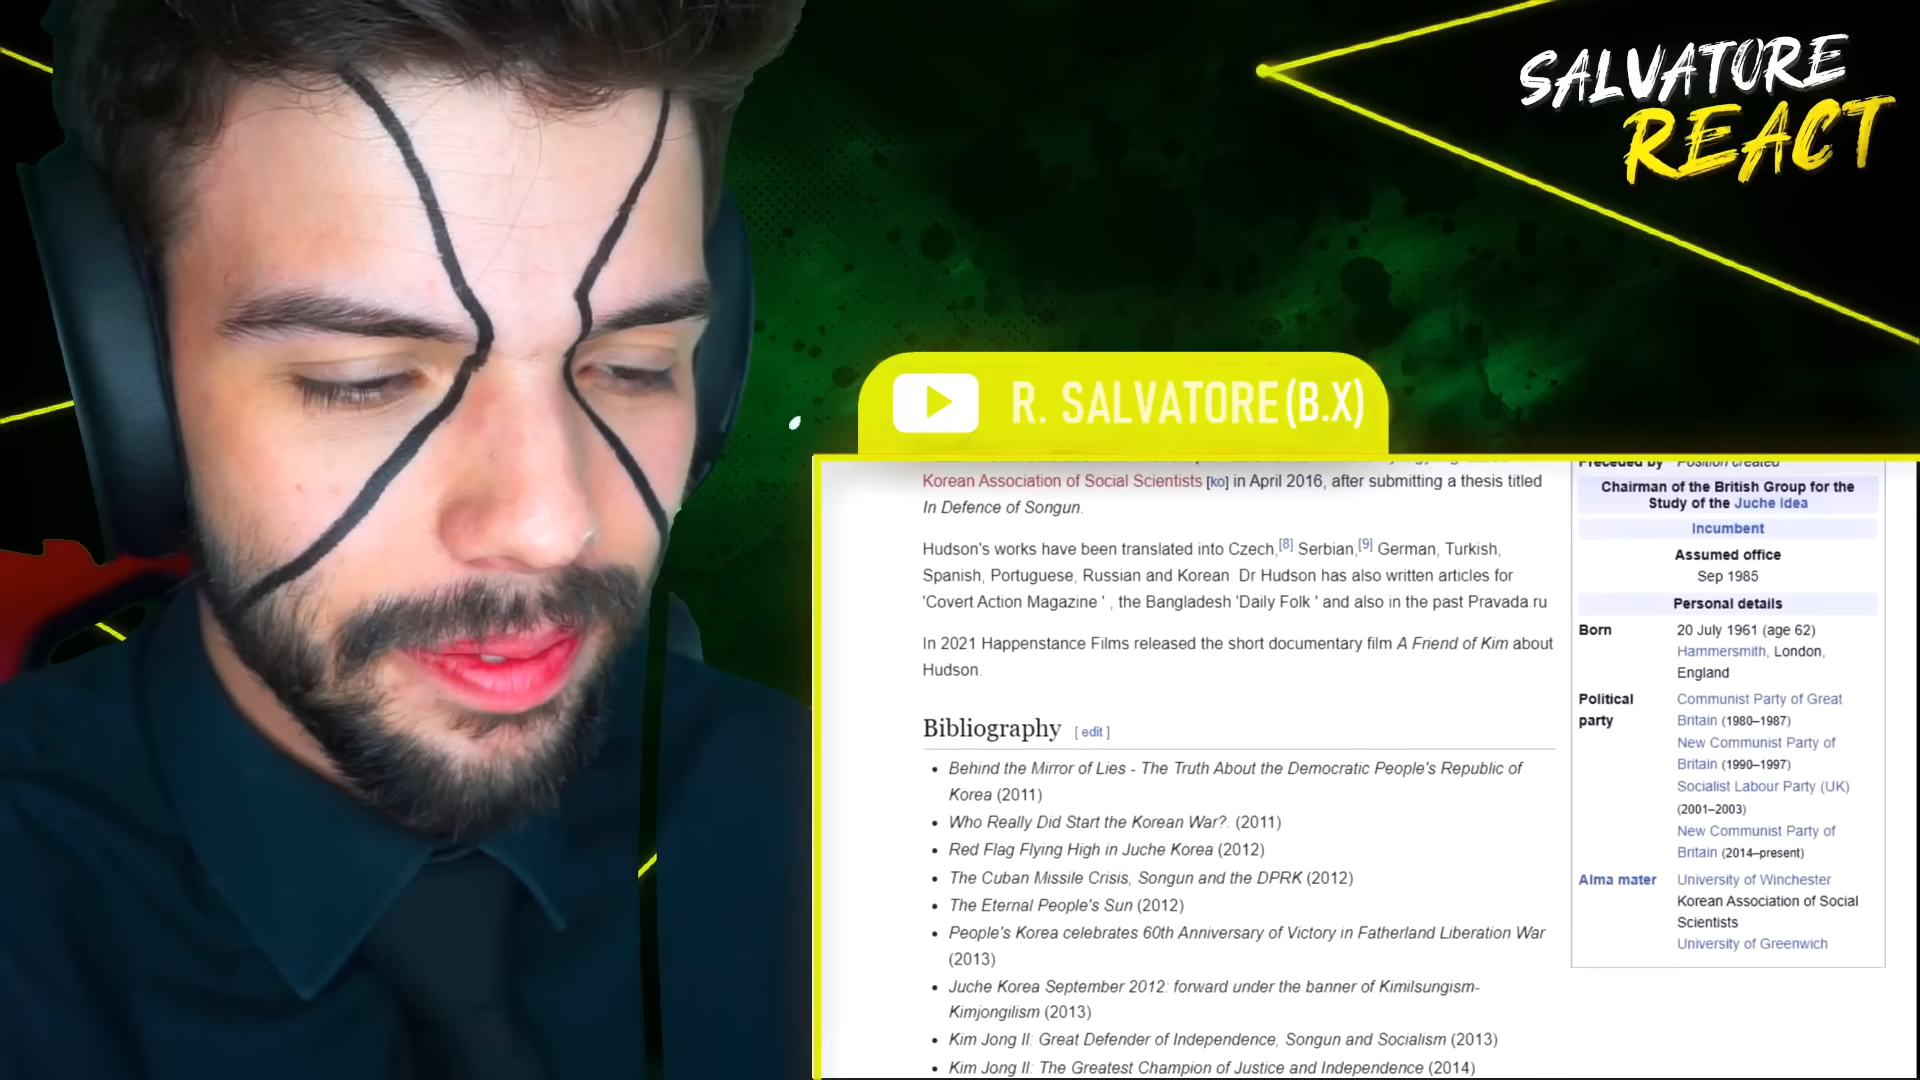 SALVATORE
REACT
R. SALVATORE (B.X)
Korean Association of Social Scientists [ko] in April 2016, after submitting a thesis titled
In Defence of Songun.
Hudson's works have been translated into Czech,[8] Serbian,[9] German, Turkish,
Spanish, Portuguese, Russian and Korean. Dr Hudson has also written articles for
'Covert Action Magazine ' , the Bangladesh 'Daily Folk ' and also in the past Pravada.ru
In 2021 Happenstance Films released the short documentary film A Friend of Kim about
Hudson.
Bibliography [ edit ]
• Behind the Mirror of Lies - The Truth About the Democratic People's Republic of
Korea (2011)
• Who Really Did Start the Korean War?. (2011)
• Red Flag Flying High in Juche Korea (2012)
• The Cuban Missile Crisis, Songun and the DPRK (2012)
• The Eternal People's Sun (2012)
• People's Korea celebrates 60th Anniversary of Victory in Fatherland Liberation War
(2013)
• Juche Korea September 2012: forward under the banner of Kimilsungism-
Kimjongilism (2013)
• Kim Jong Il: Great Defender of Independence, Songun and Socialism (2013)
• Kim Jong Il: The Greatest Champion of Justice and Independence (2014)
Preceded by Position created
Chairman of the British Group for the
Study of the Juche Idea
Incumbent
Assumed office
Sep 1985
Personal details
Born 20 July 1961 (age 62)
Hammersmith, London,
England
Political Communist Party of Great
party Britain (1980–1987)
New Communist Party of
Britain (1990–1997)
Socialist Labour Party (UK)
(2001–2003)
New Communist Party of
Britain (2014–present)
Alma mater University of Winchester
Korean Association of Social
Scientists
University of Greenwich